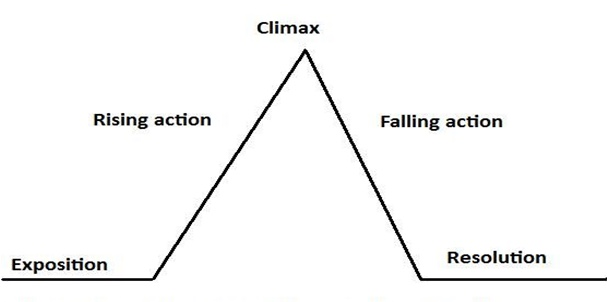 Climax
Rising action
Falling action
Exposition
Resolution